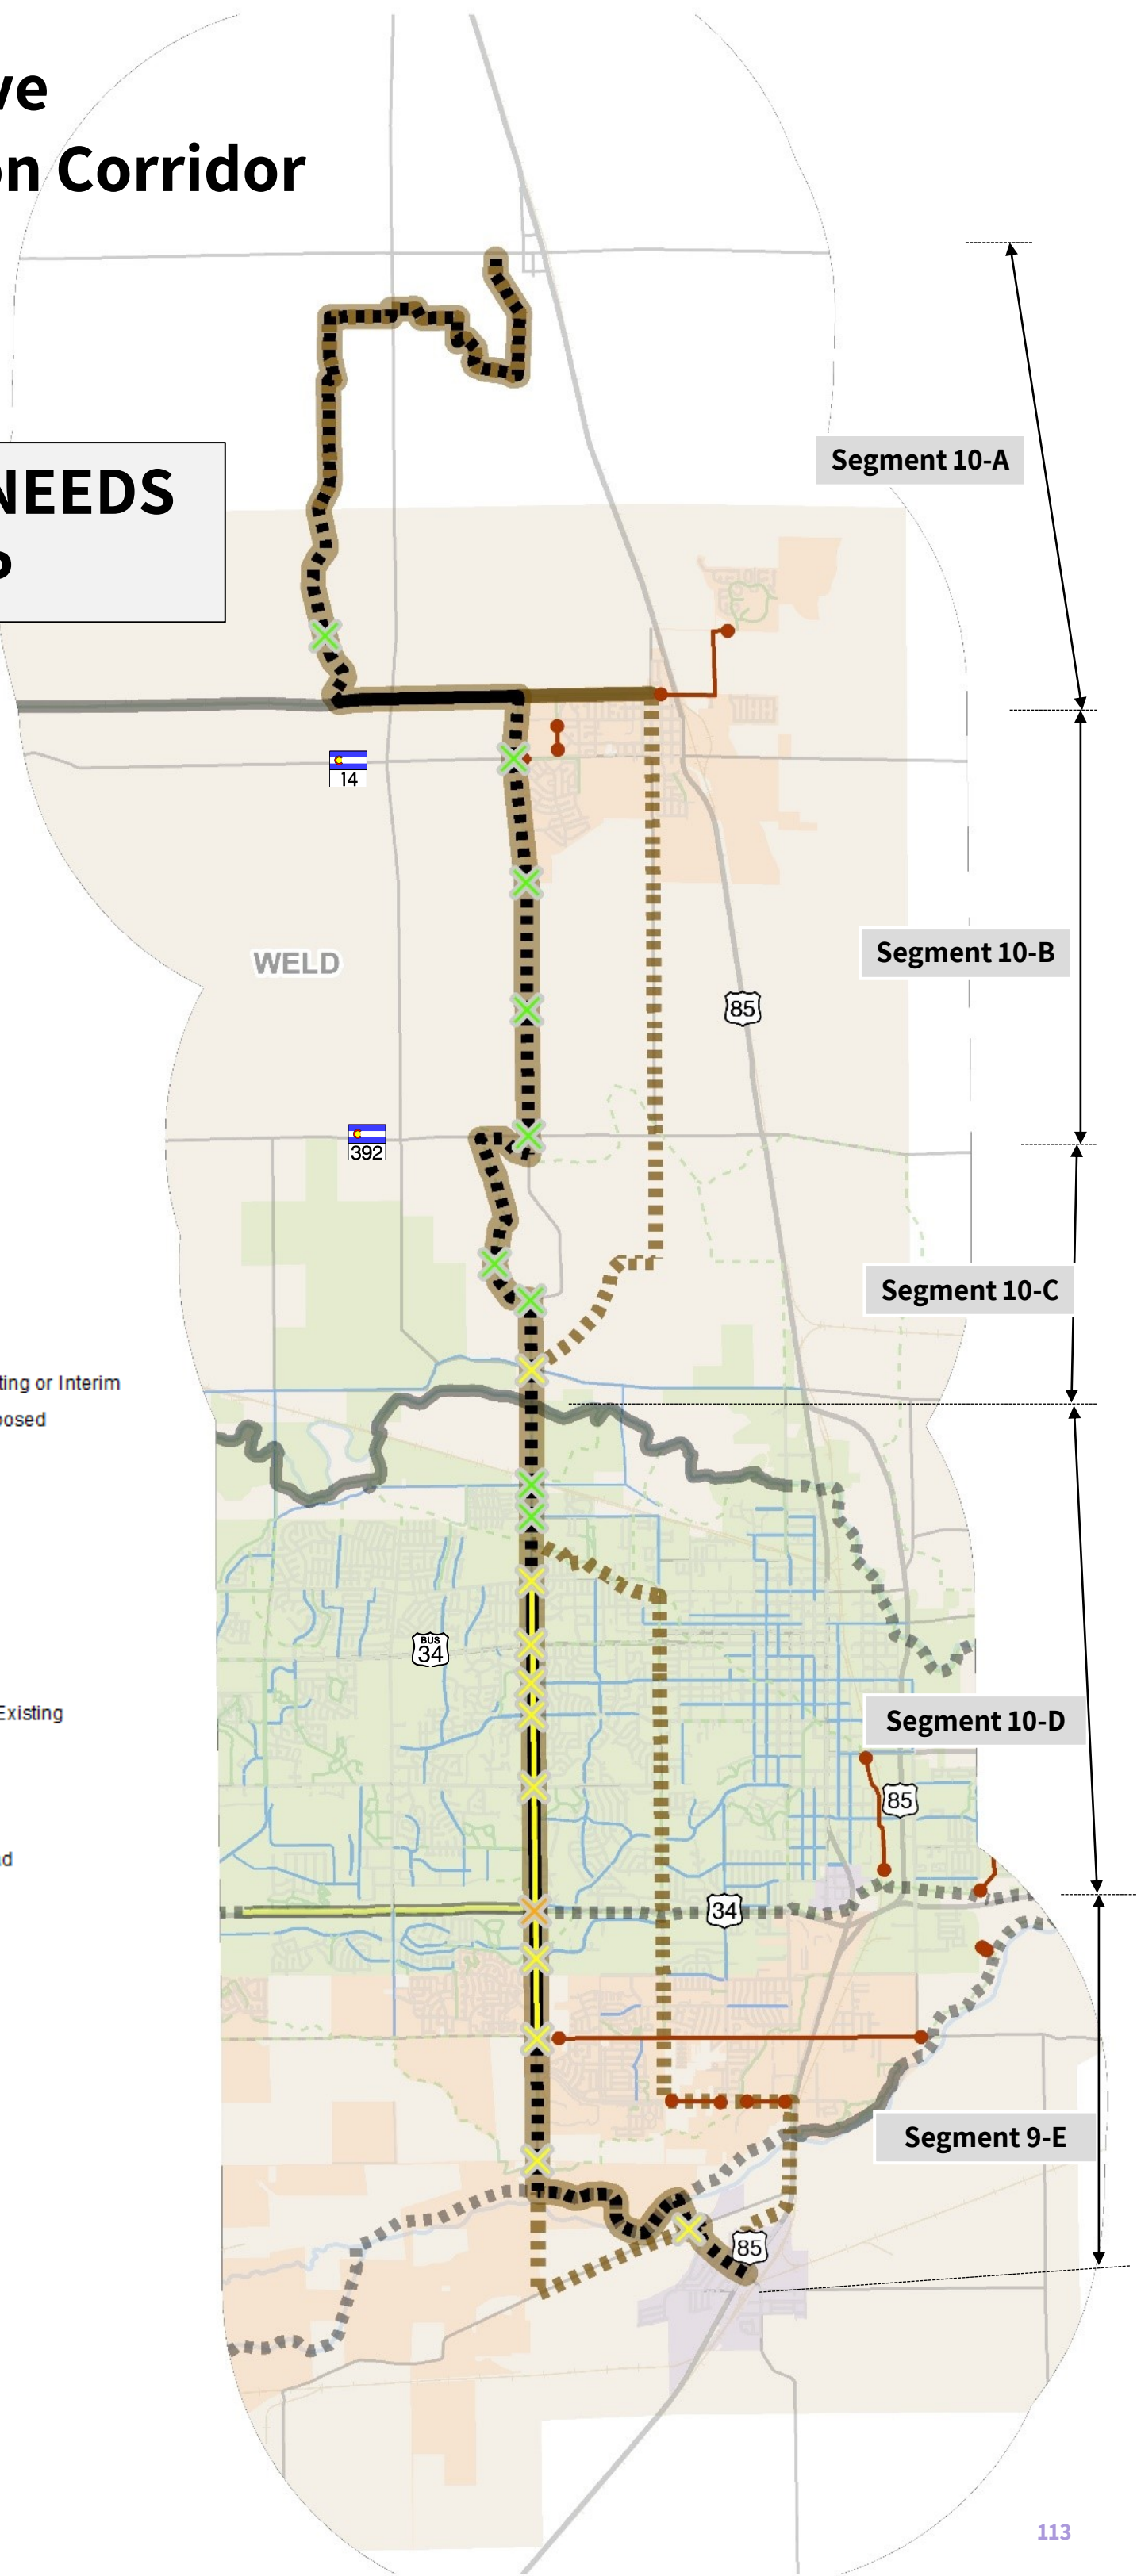 ve
on Corridor
Segment 10-A
NEEDS
P
14
WELD
Segment 10-B
85
392
Segment 10-C
ting or Interim
posed
BUS
34
Existing
Segment 10-D
85
ad
34
Segment 9-E
85
113